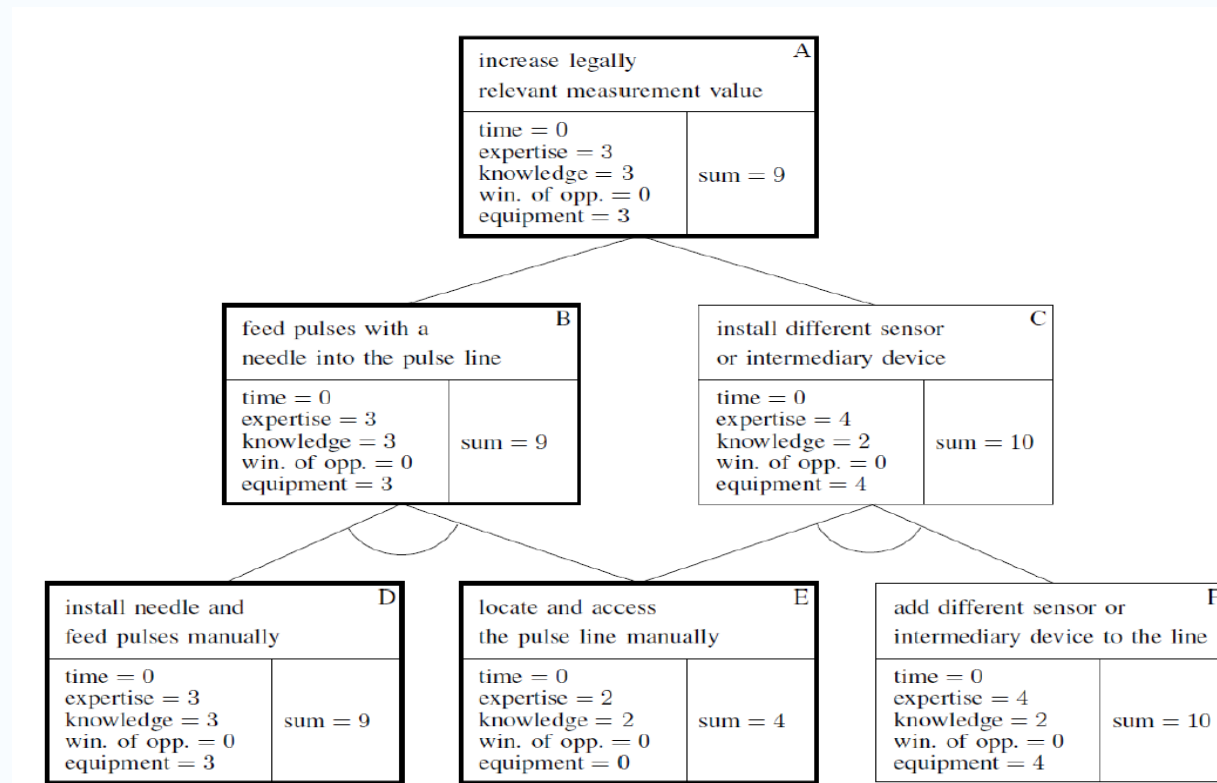 A
increase legally
relevant measurement value
time = 0
expertise = 3
knowledge = 3
win. of opp. = 0
equipment = 3
sum = 9
B
feed pulses with a
needle into the pulse line
time = 0
expertise = 3
knowledge = 3
win. of opp. = 0
equipment = 3
sum = 9
C
install different sensor
or intermediary device
time = 0
expertise = 4
knowledge = 2
win. of opp. = 0
equipment = 4
sum = 10
D
install needle and
feed pulses manually
time = 0
expertise = 3
knowledge = 3
win. of opp. = 0
equipment = 3
sum = 9
E
locate and access
the pulse line manually
time = 0
expertise = 2
knowledge = 2
win. of opp. = 0
equipment = 0
sum = 4
F
add different sensor or
intermediary device to the line
time = 0
expertise = 4
knowledge = 2
win. of opp. = 0
equipment = 4
sum = 10